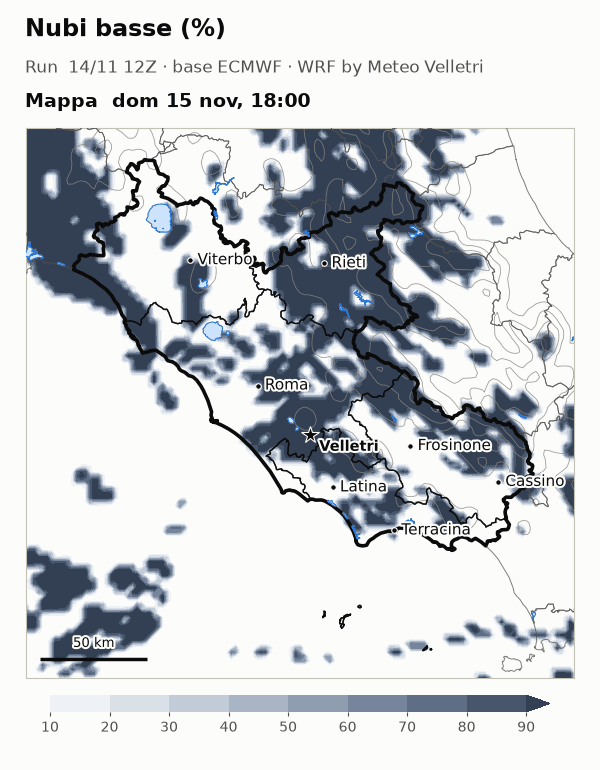 Nubi basse (%)
Run 14/11 12Z · base ECMWF · WRF by Meteo Velletri
Mappa dom 15 nov, 18:00
Viterbo
Rieti
Roma
Velletri
Frosinone
Latina
Cassino
Terracina
50 km
10 20 30 40 50 60 70 80 90